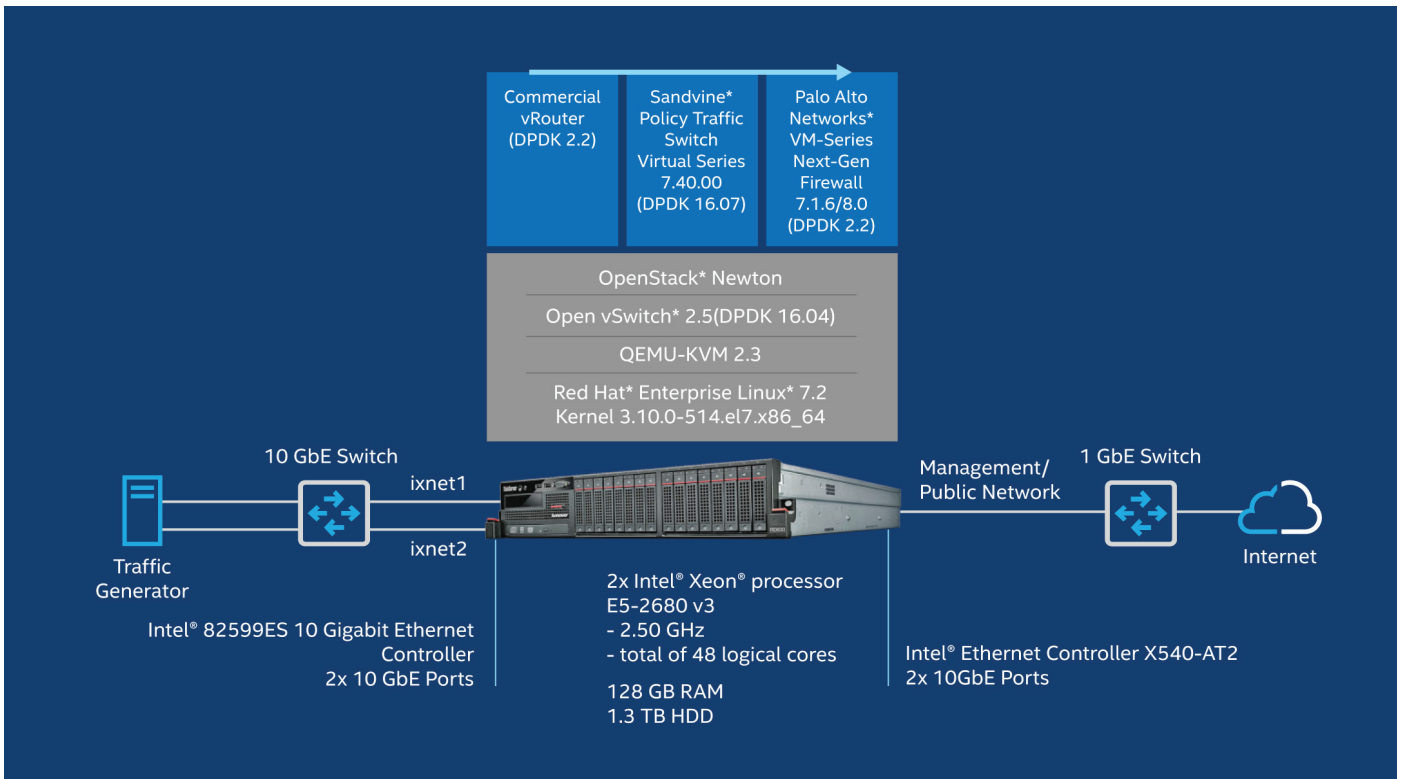 Commercial
vRouter
(DPDK 2.2)
Sandvine*
Policy Traffic
Switch
Virtual Series
7.40.00
(DPDK 16.07)
Palo Alto
Networks*
VM-Series
Next-Gen
Firewall
7.1.6/8.0
(DPDK 2.2)
OpenStack* Newton
Open vSwitch* 2.5(DPDK 16.04)
QEMU-KVM 2.3
Red Hat* Enterprise Linux* 7.2
Kernel 3.10.0-514.el7.x86_64
10 GbE Switch
ixnet1
ixnet2
Traffic
Generator
Management/
Public Network
1 GbE Switch
Internet
Intel® 82599ES 10 Gigabit Ethernet
Controller
2x 10 GbE Ports
2x Intel® Xeon® processor
E5-2680 v3
- 2.50 GHz
- total of 48 logical cores
128 GB RAM
1.3 TB HDD
Intel® Ethernet Controller X540-AT2
2x 10GbE Ports